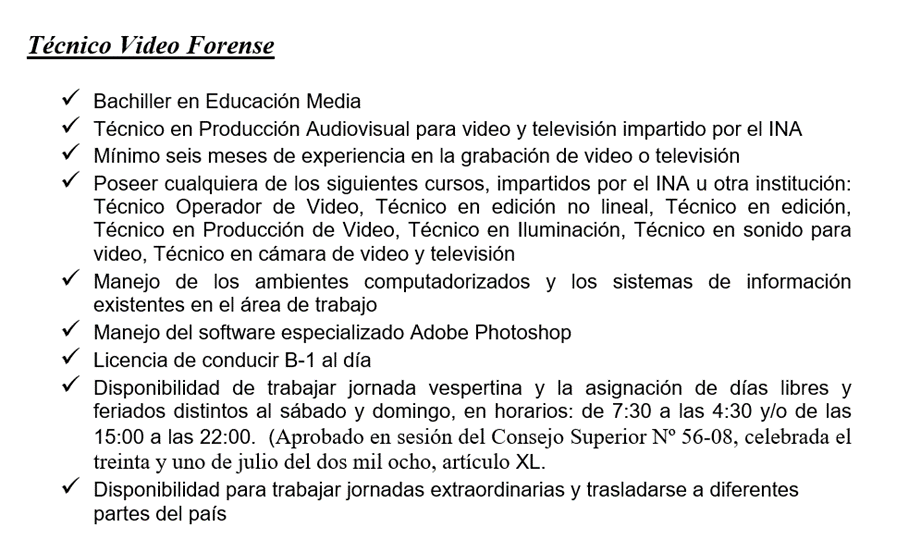 Técnico Video Forense
✓ Bachiller en Educación Media
✓ Técnico en Producción Audiovisual para video y televisión impartido por el INA
✓ Mínimo seis meses de experiencia en la grabación de video o televisión
✓ Poseer cualquiera de los siguientes cursos, impartidos por el INA u otra institución:
Técnico Operador de Video, Técnico en edición no lineal, Técnico en edición,
Técnico en Producción de Video, Técnico en Iluminación, Técnico en sonido para
video, Técnico en cámara de video y televisión
✓ Manejo de los ambientes computadorizados y los sistemas de información
existentes en el área de trabajo
✓ Manejo del software especializado Adobe Photoshop
✓ Licencia de conducir B-1 al día
✓ Disponibilidad de trabajar jornada vespertina y la asignación de días libres y
feriados distintos al sábado y domingo, en horarios: de 7:30 a las 4:30 y/o de las
15:00 a las 22:00. (Aprobado en sesión del Consejo Superior Nº 56-08, celebrada el
treinta y uno de julio del dos mil ocho, artículo XL.
✓ Disponibilidad para trabajar jornadas extraordinarias y trasladarse a diferentes
partes del país